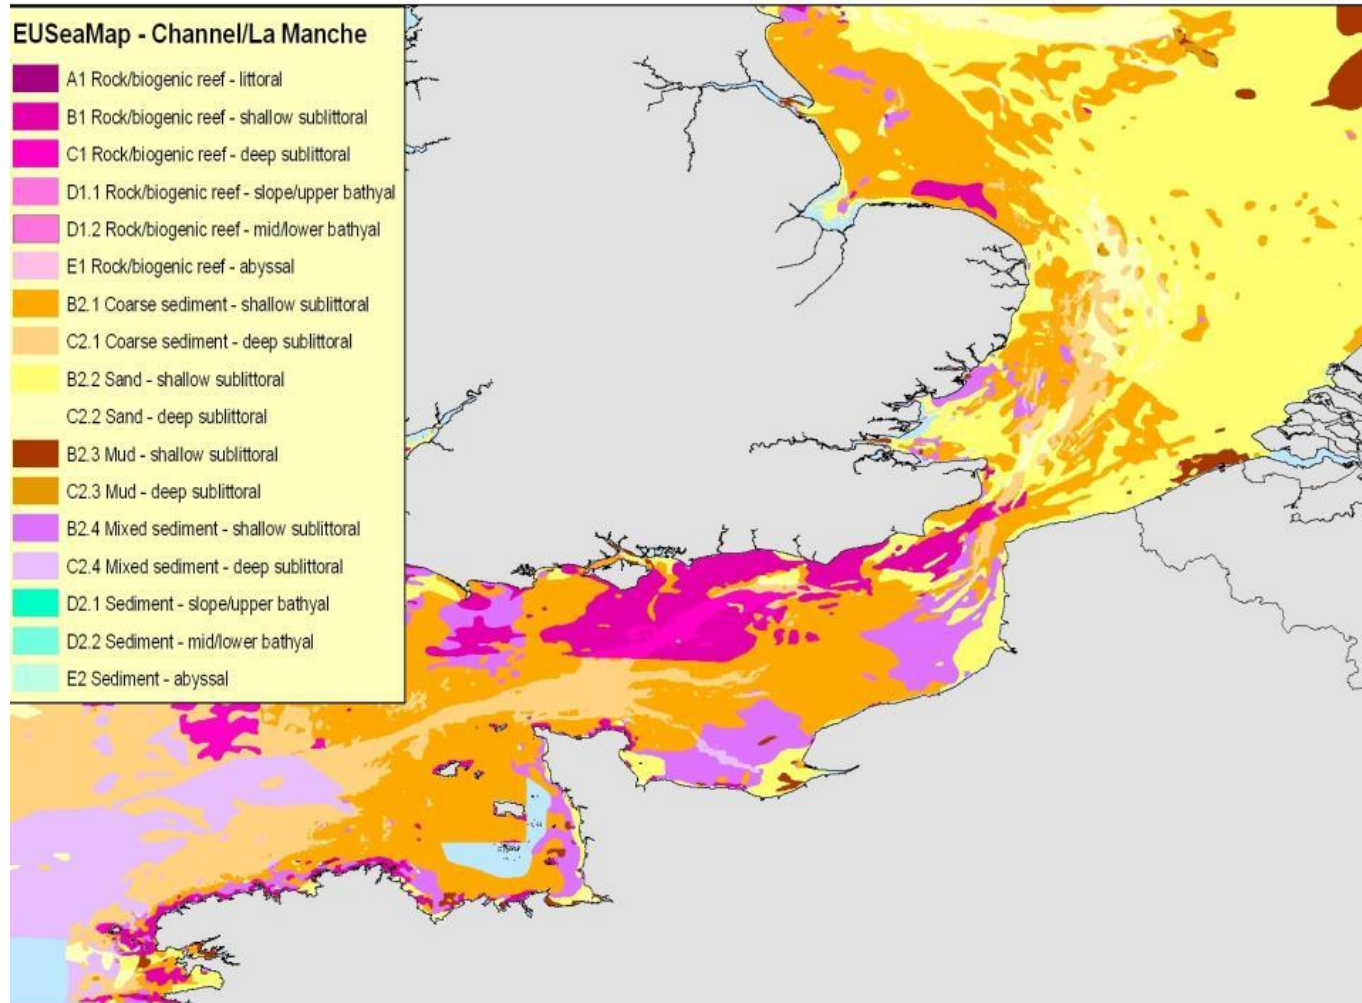 EUSeaMap - Channel/La Manche
A1 Rock/biogenic reef - littoral
B1 Rock/biogenic reef - shallow sublittoral
C1 Rock/biogenic reef - deep sublittoral
D1.1 Rock/biogenic reef - slope/upper bathyal
D1.2 Rock/biogenic reef - mid/lower bathyal
E1 Rock/biogenic reef - abyssal
B2.1 Coarse sediment - shallow sublittoral
C2.1 Coarse sediment - deep sublittoral
B2.2 Sand - shallow sublittoral
C2.2 Sand - deep sublittoral
B2.3 Mud - shallow sublittoral
C2.3 Mud - deep sublittoral
B2.4 Mixed sediment - shallow sublittoral
C2.4 Mixed sediment - deep sublittoral
D2.1 Sediment - slope/upper bathyal
D2.2 Sediment - mid/lower bathyal
E2 Sediment - abyssal